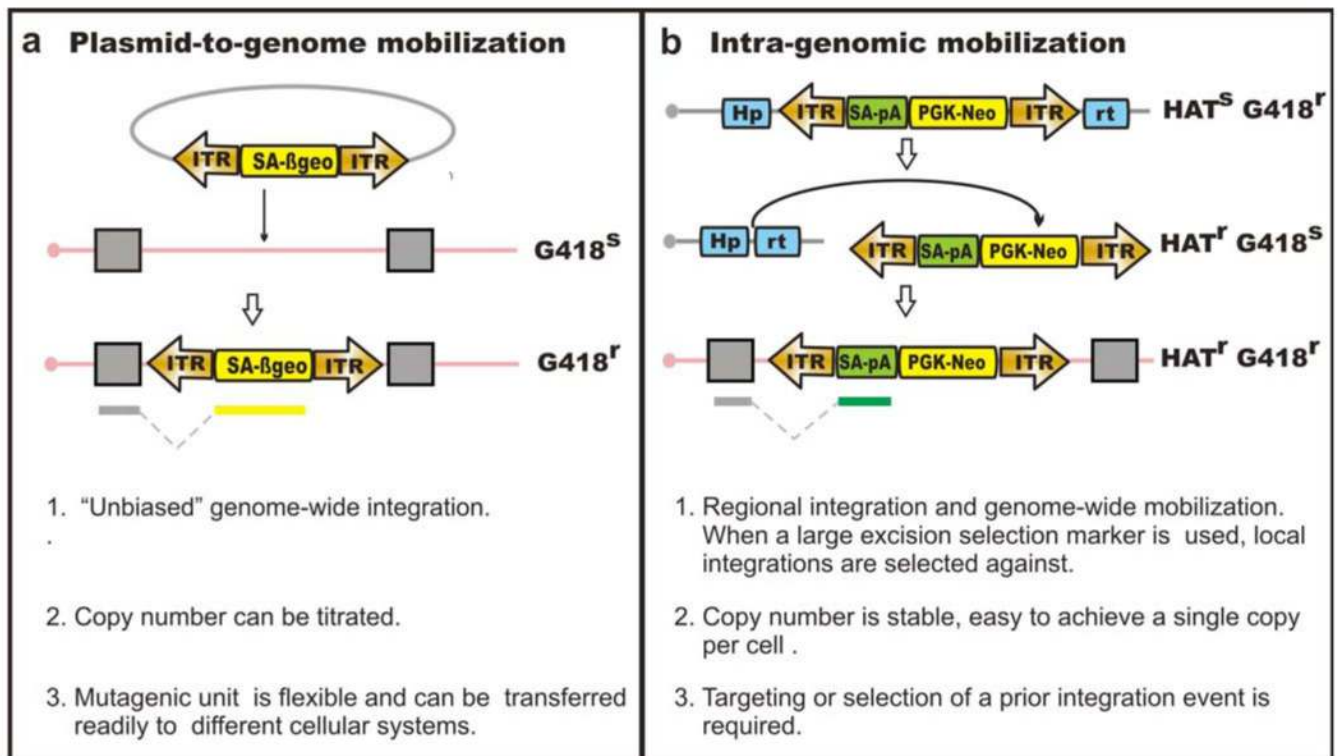 a Plasmid-to-genome mobilization
ITR SA-ßgeo ITR
G418s
ITR SA-ßgeo ITR
G418r
1. “Unbiased” genome-wide integration.
.
2. Copy number can be titrated.
3. Mutagenic unit is flexible and can be transferred
readily to different cellular systems.
b Intra-genomic mobilization
Hp ITR SA-pA PGK-Neo ITR rt HATs G418r
Hp rt ITR SA-pA PGK-Neo ITR HATr G418s
ITR SA-pA PGK-Neo ITR HATr G418r
1. Regional integration and genome-wide mobilization.
When a large excision selection marker is used, local
integrations are selected against.
2. Copy number is stable, easy to achieve a single copy
per cell .
3. Targeting or selection of a prior integration event is
required.